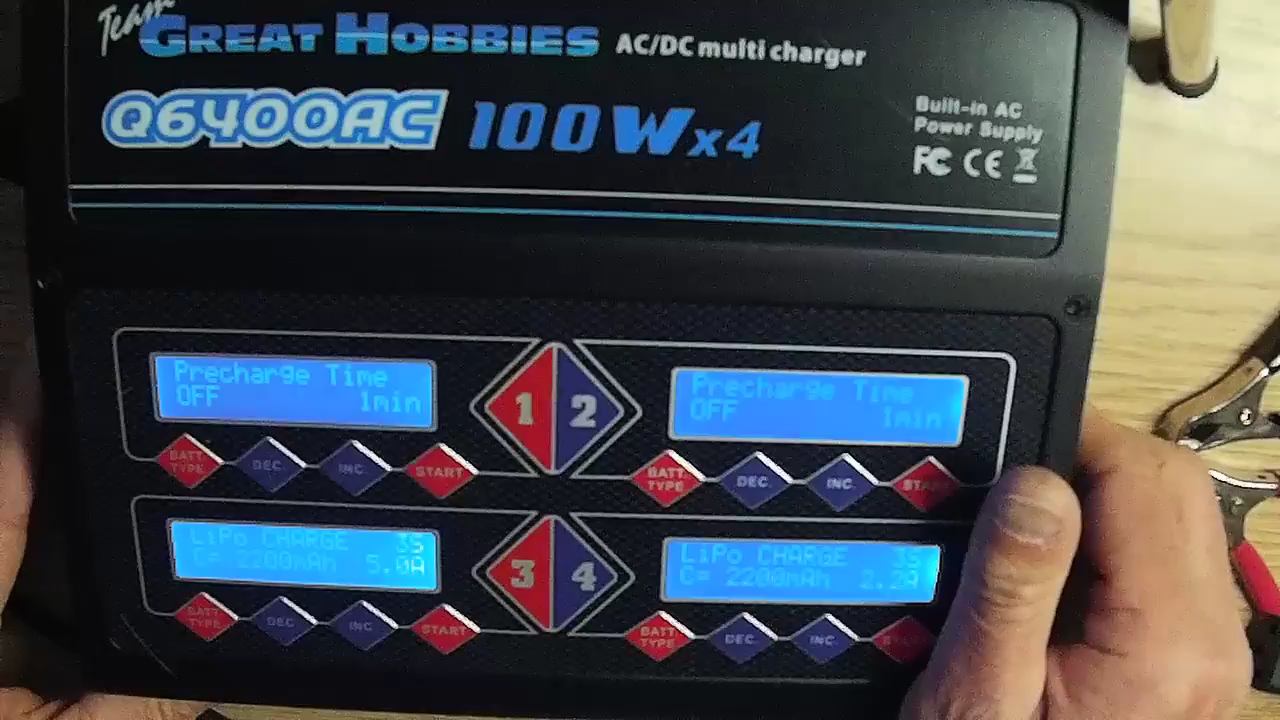 Team
GREAT HOBBIES AC/DC multi charger
Q6400AC 100W x4
Built-in AC
Power Supply
FC CE
Precharge Time
OFF 1min
BATT. TYPE DEC. INC. START
1 2
Precharge Time
OFF 1min
BATT. TYPE DEC. INC. START
LiPo CHARGE 3S
C= 2200mAh 5.0A
BATT. TYPE DEC. INC. START
3 4
LiPo CHARGE 3S
C= 2200mAh 2.2A
BATT. TYPE DEC. INC.